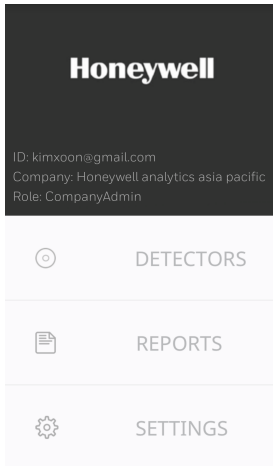 Honeywell
ID: kimxoon@gmail.com
Company: Honeywell analytics asia pacific
Role: CompanyAdmin
DETECTORS
REPORTS
SETTINGS